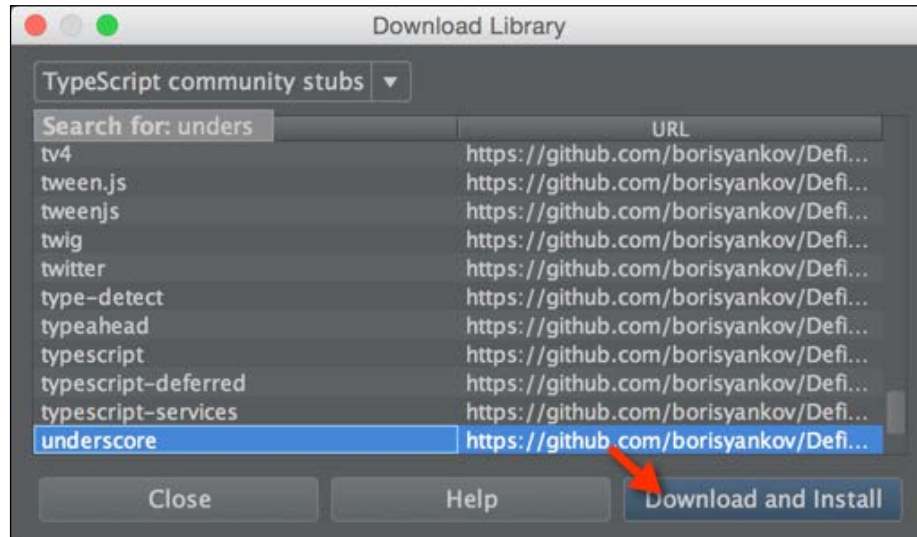 Download Library
TypeScript community stubs
Search for: unders URL
tv4 https://github.com/borisyankov/Defi...
tween.js https://github.com/borisyankov/Defi...
tweenjs https://github.com/borisyankov/Defi...
twig https://github.com/borisyankov/Defi...
twitter https://github.com/borisyankov/Defi...
type-detect https://github.com/borisyankov/Defi...
typeahead https://github.com/borisyankov/Defi...
typescript https://github.com/borisyankov/Defi...
typescript-deferred https://github.com/borisyankov/Defi...
typescript-services https://github.com/borisyankov/Defi...
underscore https://github.com/borisyankov/Defi...
Close Help Download and Install